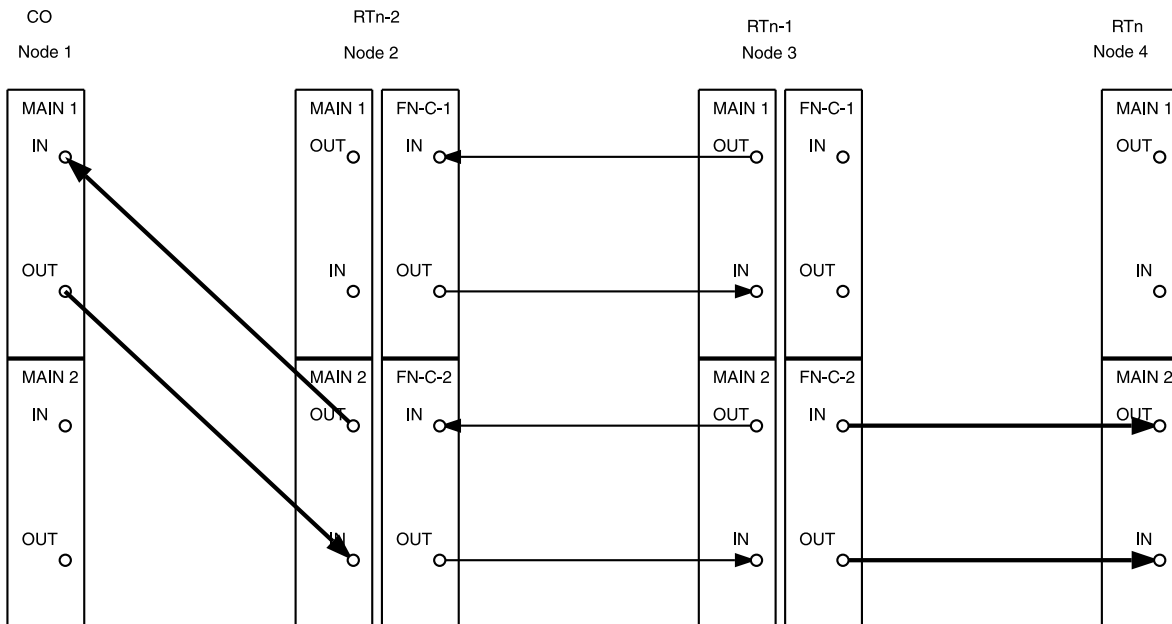 CO
RTn-2
RTn-1
RTn
Node 1
Node 2
Node 3
Node 4
MAIN 1
MAIN 1
FN-C-1
MAIN 1
FN-C-1
MAIN 1
IN
OUT
IN
OUT
IN
OUT
OUT
IN
OUT
IN
OUT
IN
MAIN 2
MAIN 2
FN-C-2
MAIN 2
FN-C-2
MAIN 2
IN
OUT
IN
OUT
IN
OUT
OUT
IN
OUT
IN
OUT
IN